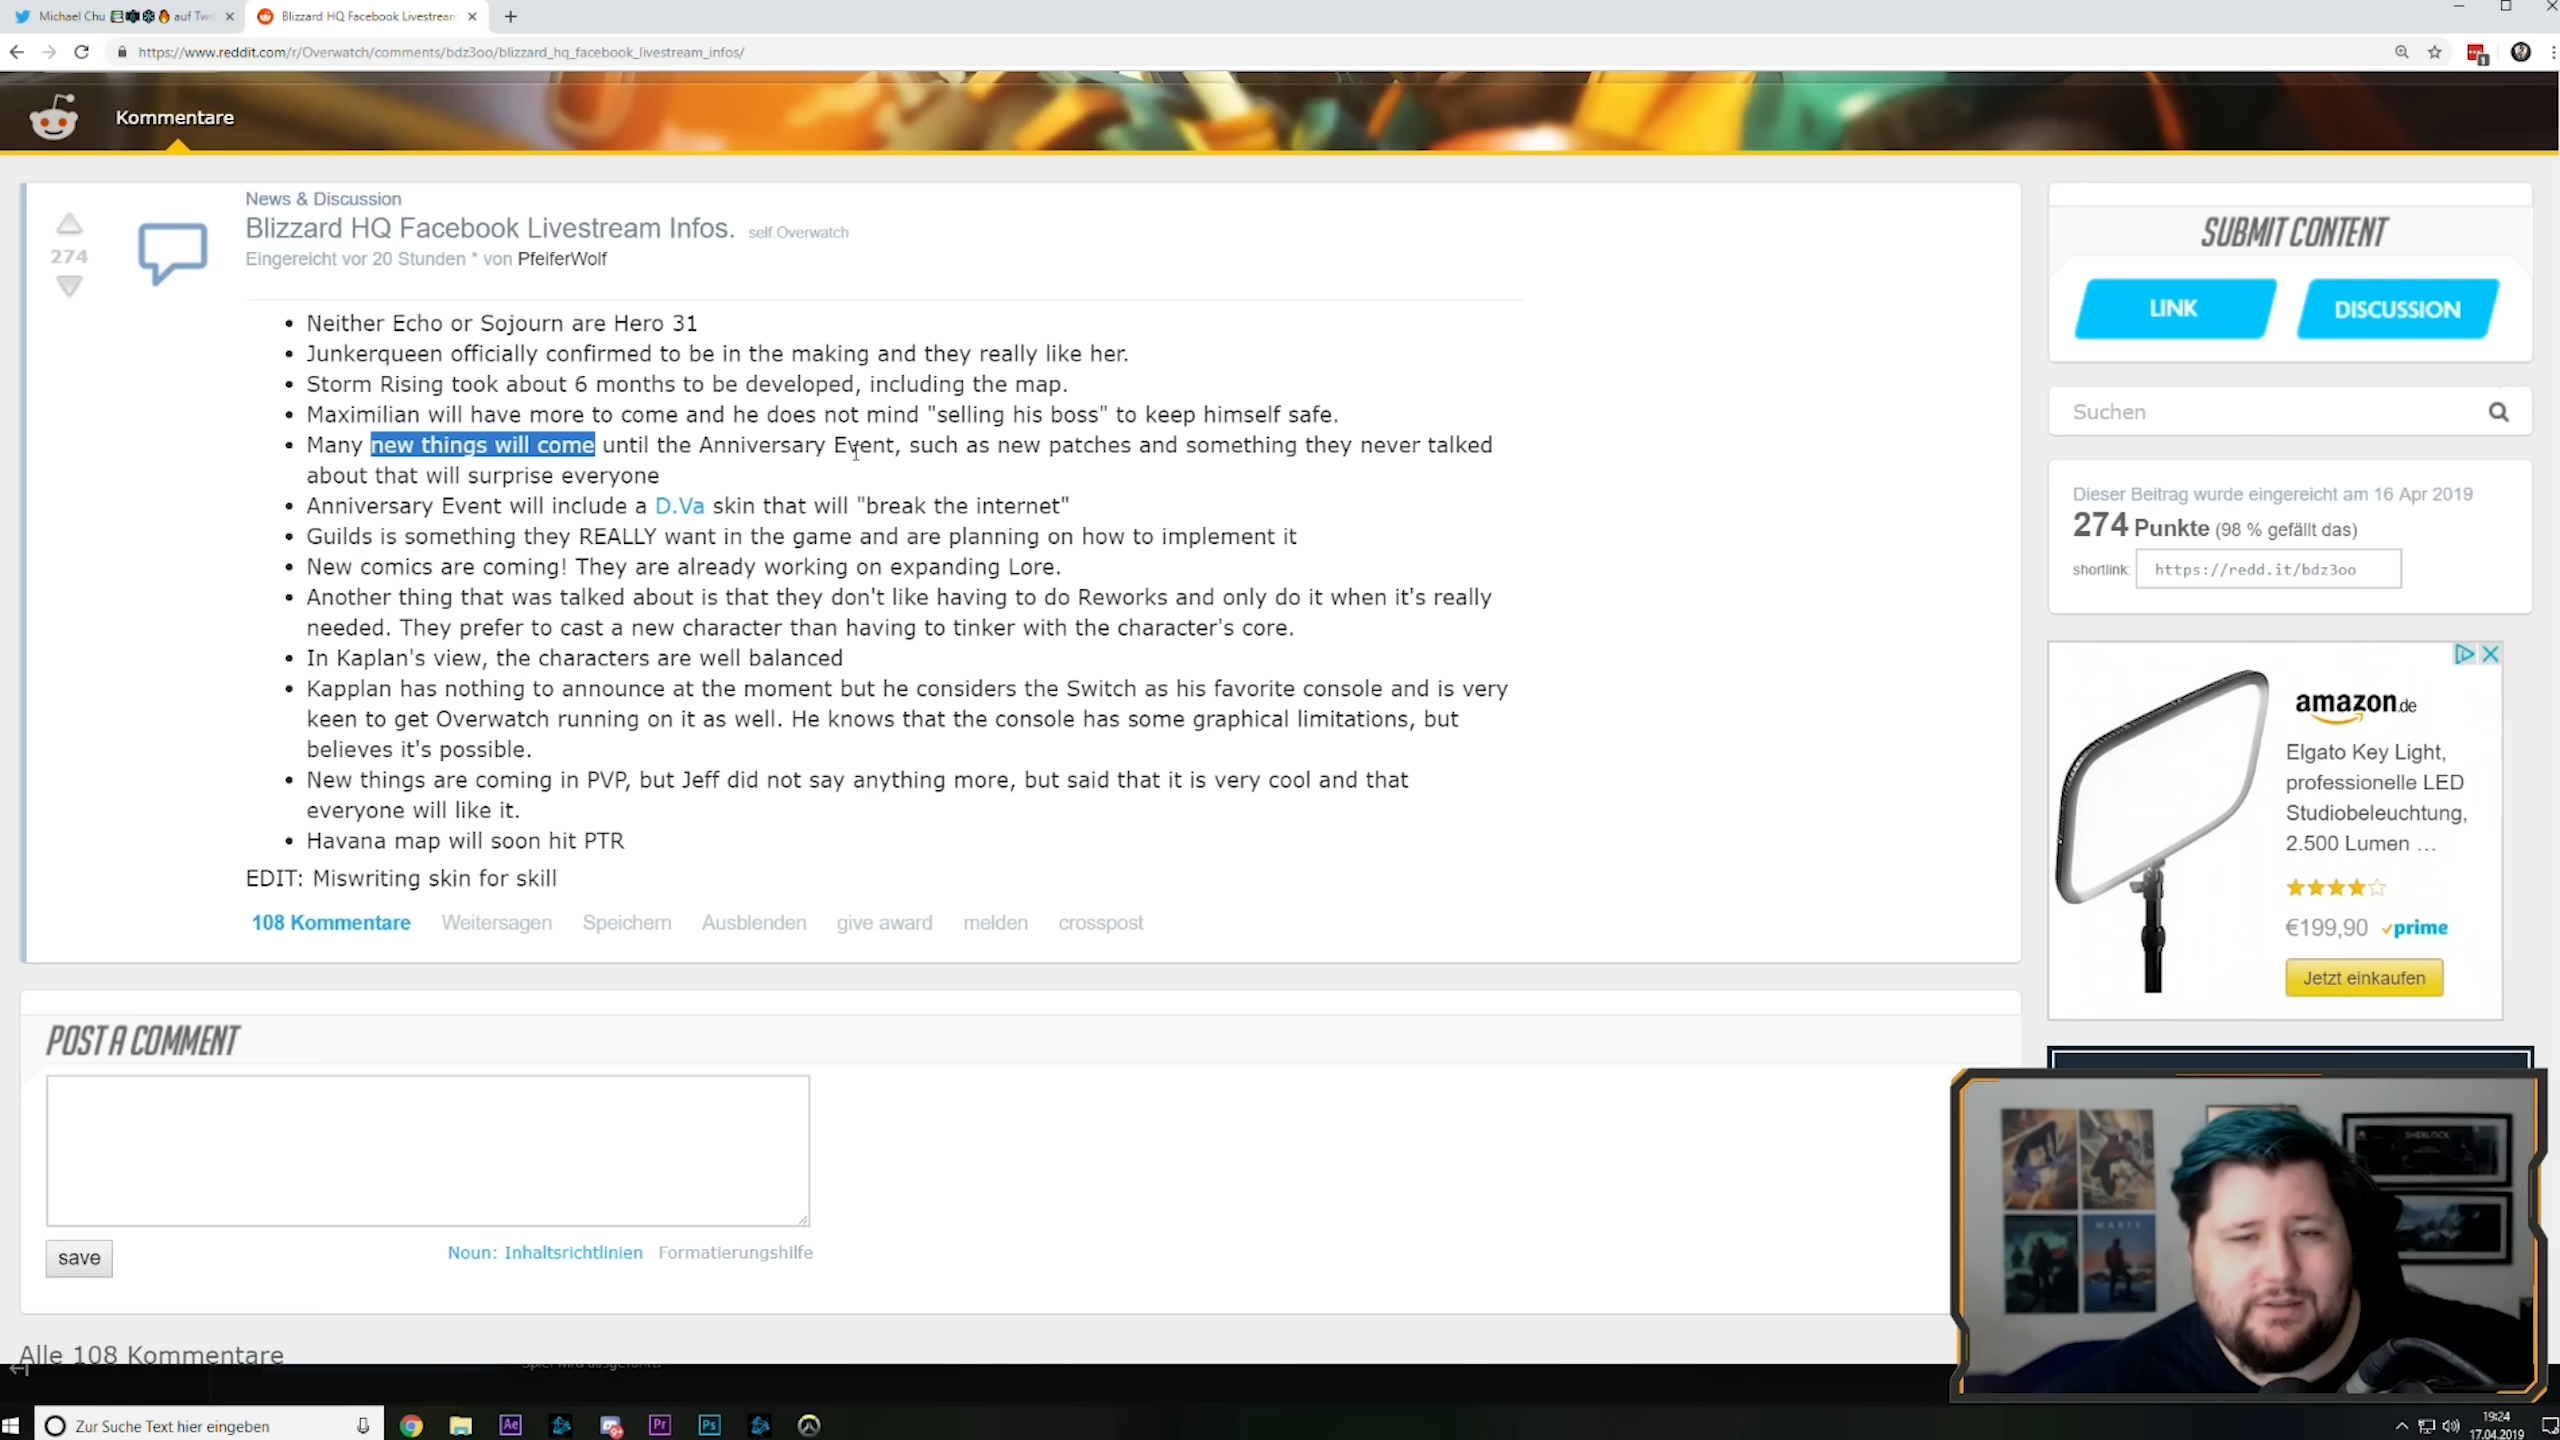 Michael Chu auf Twi
Blizzard HQ Facebook Livestream
https://www.reddit.com/r/Overwatch/comments/bdz3oo/blizzard_hq_facebook_livestream_infos/
Kommentare
274
News & Discussion
Blizzard HQ Facebook Livestream Infos. self.Overwatch
Eingereicht vor 20 Stunden * von PfeiferWolf
• Neither Echo or Sojourn are Hero 31
• Junkerqueen officially confirmed to be in the making and they really like her.
• Storm Rising took about 6 months to be developed, including the map.
• Maximilian will have more to come and he does not mind "selling his boss" to keep himself safe.
• Many new things will come until the Anniversary Event, such as new patches and something they never talked
about that will surprise everyone
• Anniversary Event will include a D.Va skin that will "break the internet"
• Guilds is something they REALLY want in the game and are planning on how to implement it
• New comics are coming! They are already working on expanding Lore.
• Another thing that was talked about is that they don't like having to do Reworks and only do it when it's really
needed. They prefer to cast a new character than having to tinker with the character's core.
• In Kaplan's view, the characters are well balanced
• Kapplan has nothing to announce at the moment but he considers the Switch as his favorite console and is very
keen to get Overwatch running on it as well. He knows that the console has some graphical limitations, but
believes it's possible.
• New things are coming in PVP, but Jeff did not say anything more, but said that it is very cool and that
everyone will like it.
• Havana map will soon hit PTR
EDIT: Miswriting skin for skill
108 Kommentare Weitersagen Speichern Ausblenden give award melden crosspost
POST A COMMENT
save
Noun: Inhaltsrichtlinien Formatierungshilfe
Alle 108 Kommentare
Spiel wird ausgeführt.
SUBMIT CONTENT
LINK DISCUSSION
Suchen
Dieser Beitrag wurde eingereicht am 16 Apr 2019
274 Punkte (98 % gefällt das)
shortlink: https://redd.it/bdz3oo
amazon.de
Elgato Key Light,
professionelle LED
Studiobeleuchtung,
2.500 Lumen …
€199,90 prime
Jetzt einkaufen
SHERLOCK
MARTY
Zur Suche Text hier eingeben
Ae
Pr
Ps
19:24
17.04.2019